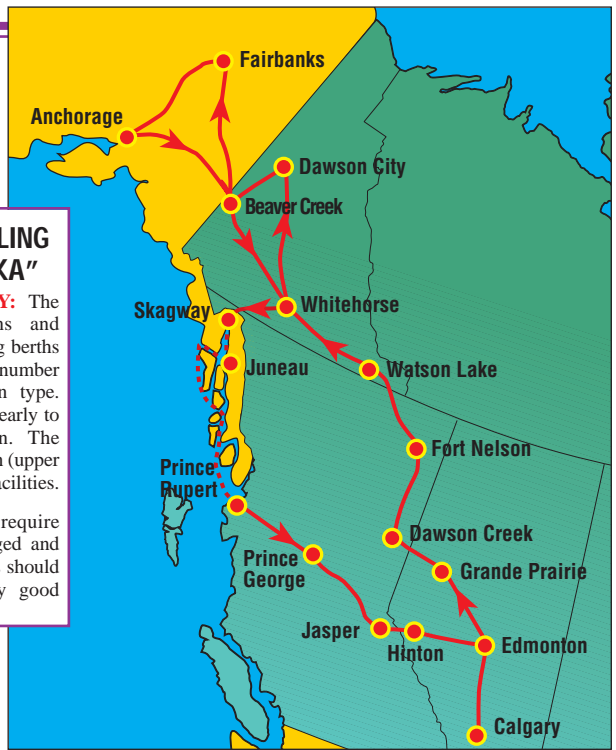 Fairbanks
Anchorage
Dawson City
Beaver Creek
LING
KA”
Y: The
ns and
g berths
number
n type.
early to
n. The
n (upper
acilities.
require
ged and
s should
y good
Skagway
Whitehorse
Juneau
Watson Lake
Fort Nelson
Prince
Rupert
Dawson Creek
Prince
George
Grande Prairie
Jasper
Hinton
Edmonton
Calgary